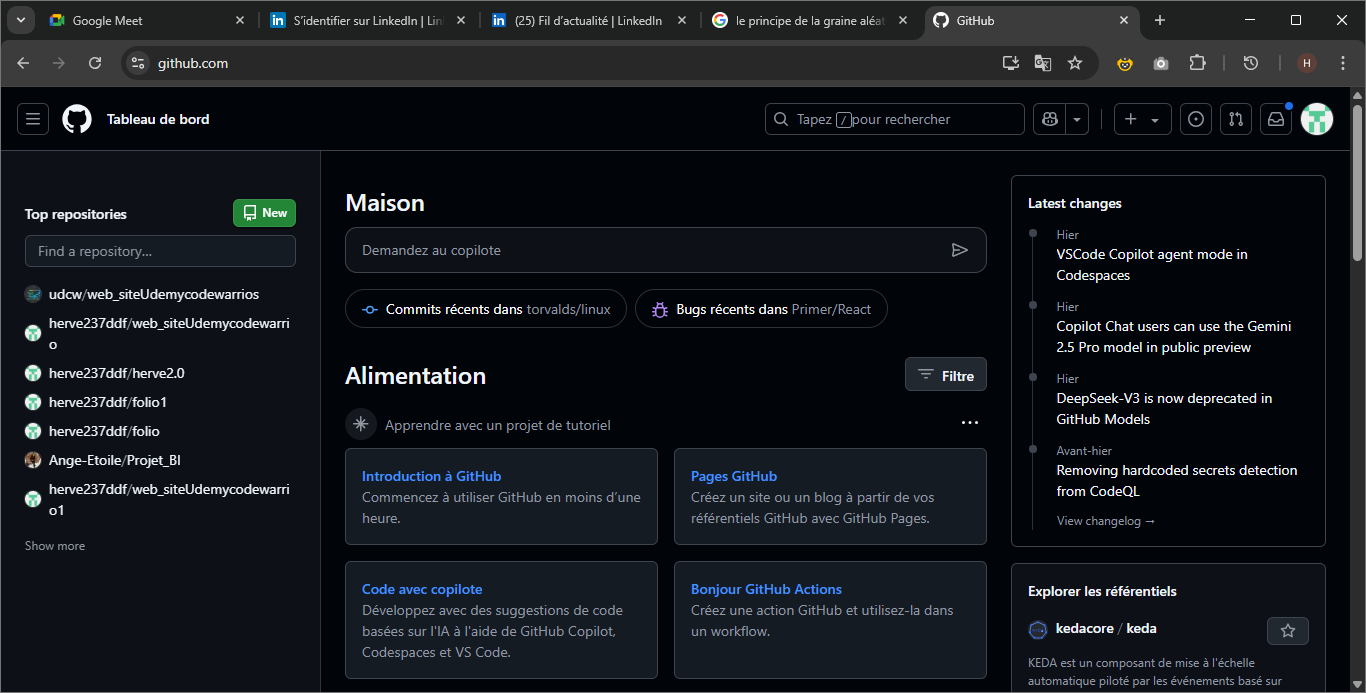 Google Meet
S'identifier sur LinkedIn | Lin
(25) Fil d'actualité | LinkedIn
le principe de la graine aléat
GitHub
github.com
H
Tableau de bord
Tapez / pour rechercher
Top repositories
New
Find a repository...
udcw/web_siteUdemycodewarrios
herve237ddf/web_siteUdemycodewarri
o
herve237ddf/herve2.0
herve237ddf/folio1
herve237ddf/folio
Ange-Etoile/Projet_BI
herve237ddf/web_siteUdemycodewarri
o1
Show more
Maison
Demandez au copilote
Commits récents dans torvalds/linux
Bugs récents dans Primer/React
Alimentation
Filtre
Apprendre avec un projet de tutoriel
Introduction à GitHub
Commencez à utiliser GitHub en moins d'une
heure.
Pages GitHub
Créez un site ou un blog à partir de vos
référentiels GitHub avec GitHub Pages.
Code avec copilote
Développez avec des suggestions de code
basées sur l'IA à l'aide de GitHub Copilot,
Codespaces et VS Code.
Bonjour GitHub Actions
Créez une action GitHub et utilisez-la dans
un workflow.
Latest changes
Hier
VSCode Copilot agent mode in
Codespaces
Hier
Copilot Chat users can use the Gemini
2.5 Pro model in public preview
Hier
DeepSeek-V3 is now deprecated in
GitHub Models
Avant-hier
Removing hardcoded secrets detection
from CodeQL
View changelog →
Explorer les référentiels
kedacore / keda
KEDA est un composant de mise à l'échelle
automatique piloté par les événements basé sur